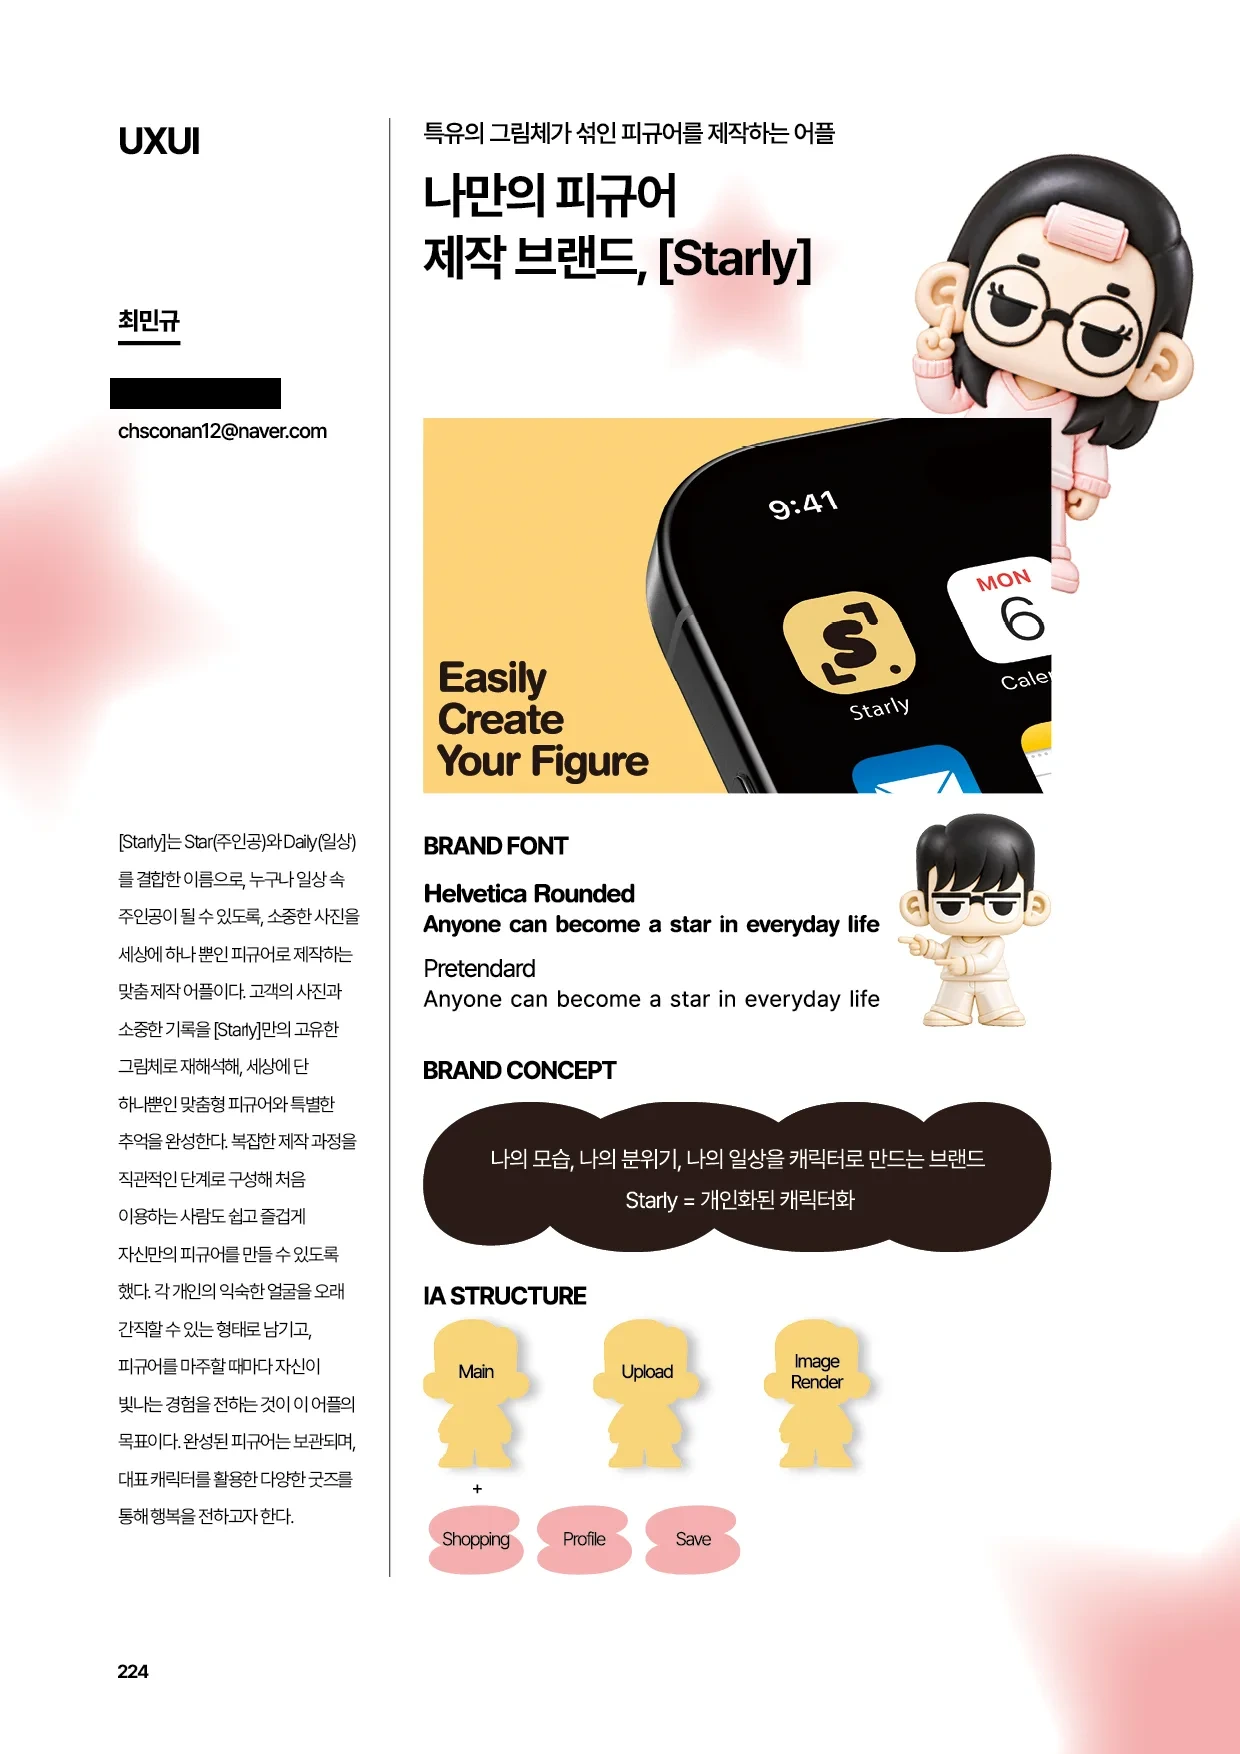 UXUI
최민규
chsconan12@naver.com
[Starly]는 Star(주인공)와 Daily(일상)
를 결합한 이름으로, 누구나 일상 속
주인공이 될 수 있도록, 소중한 사진을
세상에 하나 뿐인 피규어로 제작하는
맞춤 제작 어플이다. 고객의 사진과
소중한 기록을 [Starly]만의 고유한
그림체로 재해석해, 세상에 단
하나뿐인 맞춤형 피규어와 특별한
추억을 완성한다. 복잡한 제작 과정을
직관적인 단계로 구성해 처음
이용하는 사람도 쉽고 즐겁게
자신만의 피규어를 만들 수 있도록
했다. 각 개인의 익숙한 얼굴을 오래
간직할 수 있는 형태로 남기고,
피규어를 마주할 때마다 자신이
빛나는 경험을 전하는 것이 이 어플의
목표이다. 완성된 피규어는 보관되며,
대표 캐릭터를 활용한 다양한 굿즈를
통해 행복을 전하고자 한다.
특유의 그림체가 섞인 피규어를 제작하는 어플
나만의 피규어
제작 브랜드, [Starly]
9:41
MON
6
S
Starly
Caler
Easily
Create
Your Figure
BRAND FONT
Helvetica Rounded
Anyone can become a star in everyday life
Pretendard
Anyone can become a star in everyday life
BRAND CONCEPT
나의 모습, 나의 분위기, 나의 일상을 캐릭터로 만드는 브랜드
Starly = 개인화된 캐릭터화
IA STRUCTURE
Main
Upload
Image
Render
+
Shopping
Profile
Save
224